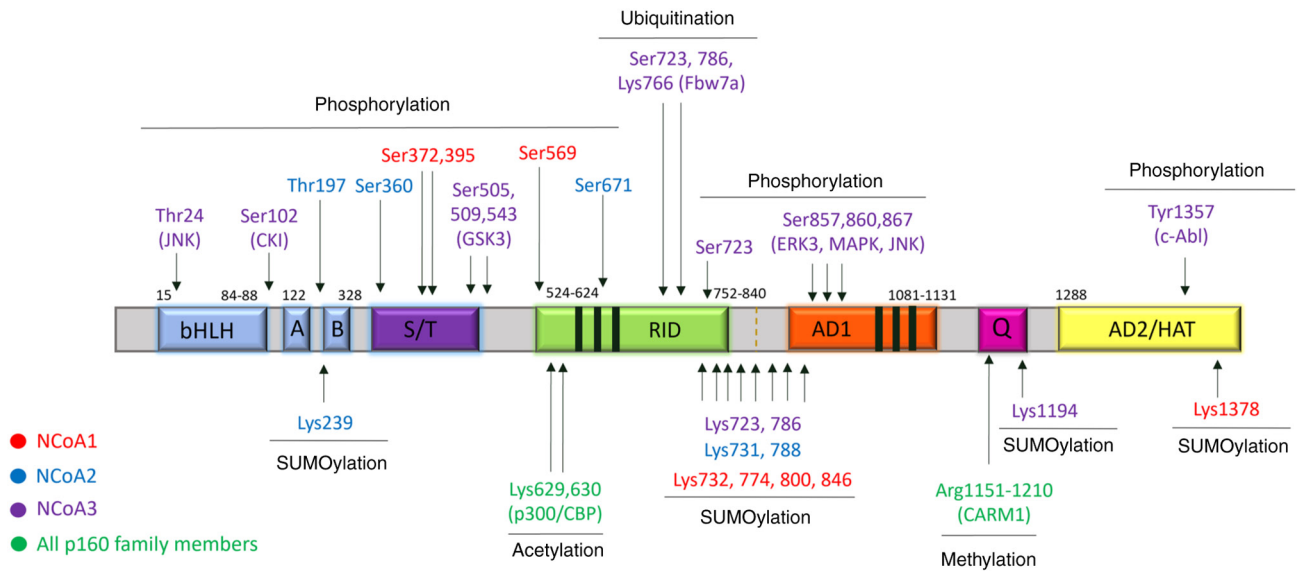 Ubiquitination
Ser723, 786,
Lys766 (Fbw7a)
Phosphorylation
Ser372,395
Ser569
Thr197
Ser360
Ser671
Phosphorylation
Phosphorylation
Thr24
(JNK)
Ser102
(CKI)
Ser505,
509,543
(GSK3)
Ser723
Ser857,860,867
(ERK3, MAPK, JNK)
Tyr1357
(c-Abl)
15
84-88
122
328
524-624
752-840
1081-1131
1288
bHLH
A
B
S/T
RID
AD1
Q
AD2/HAT
Lys239
SUMOylation
Lys723, 786
Lys731, 788
Lys732, 774, 800, 846
SUMOylation
Lys1194
SUMOylation
Lys1378
SUMOylation
Lys629,630
(p300/CBP)
Acetylation
Arg1151-1210
(CARM1)
Methylation
NCoA1
NCoA2
NCoA3
All p160 family members